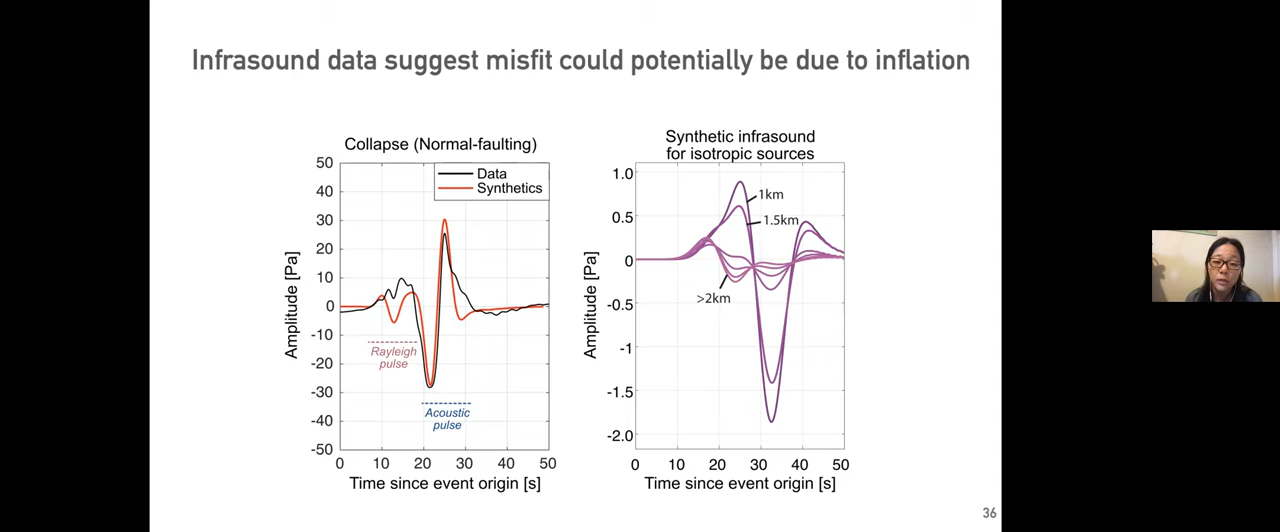 Infrasound data suggest misfit could potentially be due to inflation
Collapse (Normal-faulting)
50
40
30
20
10
0
-10
-20
-30
-40
-50
Amplitude [Pa]
Data
Synthetics
Rayleigh
pulse
Acoustic
pulse
0 10 20 30 40 50
Time since event origin [s]
Synthetic infrasound
for isotropic sources
1.0
0.5
0
-0.5
-1
-1.5
-2.0
Amplitude [Pa]
1km
1.5km
>2km
0 10 20 30 40 50
Time since event origin [s]
36